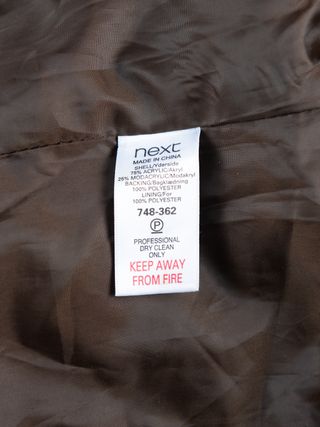 next
MADE IN CHINA
SHELL/Yderside
75% ACRYLIC/Akryl
25% MODACRYLIC/Modakryl
BACKING/Bagklædning
100% POLYESTER
LINING/For
100% POLYESTER
748-362
P
PROFESSIONAL
DRY CLEAN
ONLY
KEEP AWAY
FROM FIRE